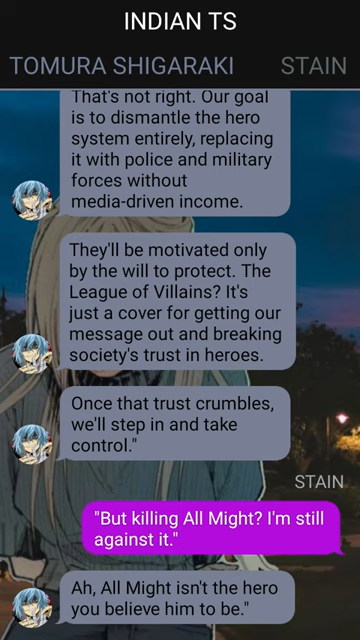 INDIAN TS
TOMURA SHIGARAKI STAIN
That's not right. Our goal
is to dismantle the hero
system entirely, replacing
it with police and military
forces without
media-driven income.
They'll be motivated only
by the will to protect. The
League of Villains? It's
just a cover for getting our
message out and breaking
society's trust in heroes.
Once that trust crumbles,
we'll step in and take
control."
STAIN
"But killing All Might? I'm still
against it."
Ah, All Might isn't the hero
you believe him to be."